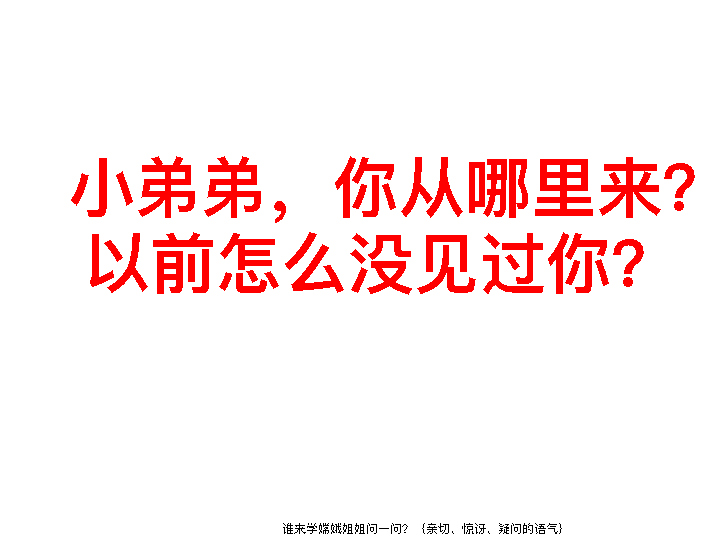 小弟弟，你从哪里来?
以前怎么没见过你?
谁来学嫦娥姐姐问一问？｛亲切、惊讶、疑问的语气｝